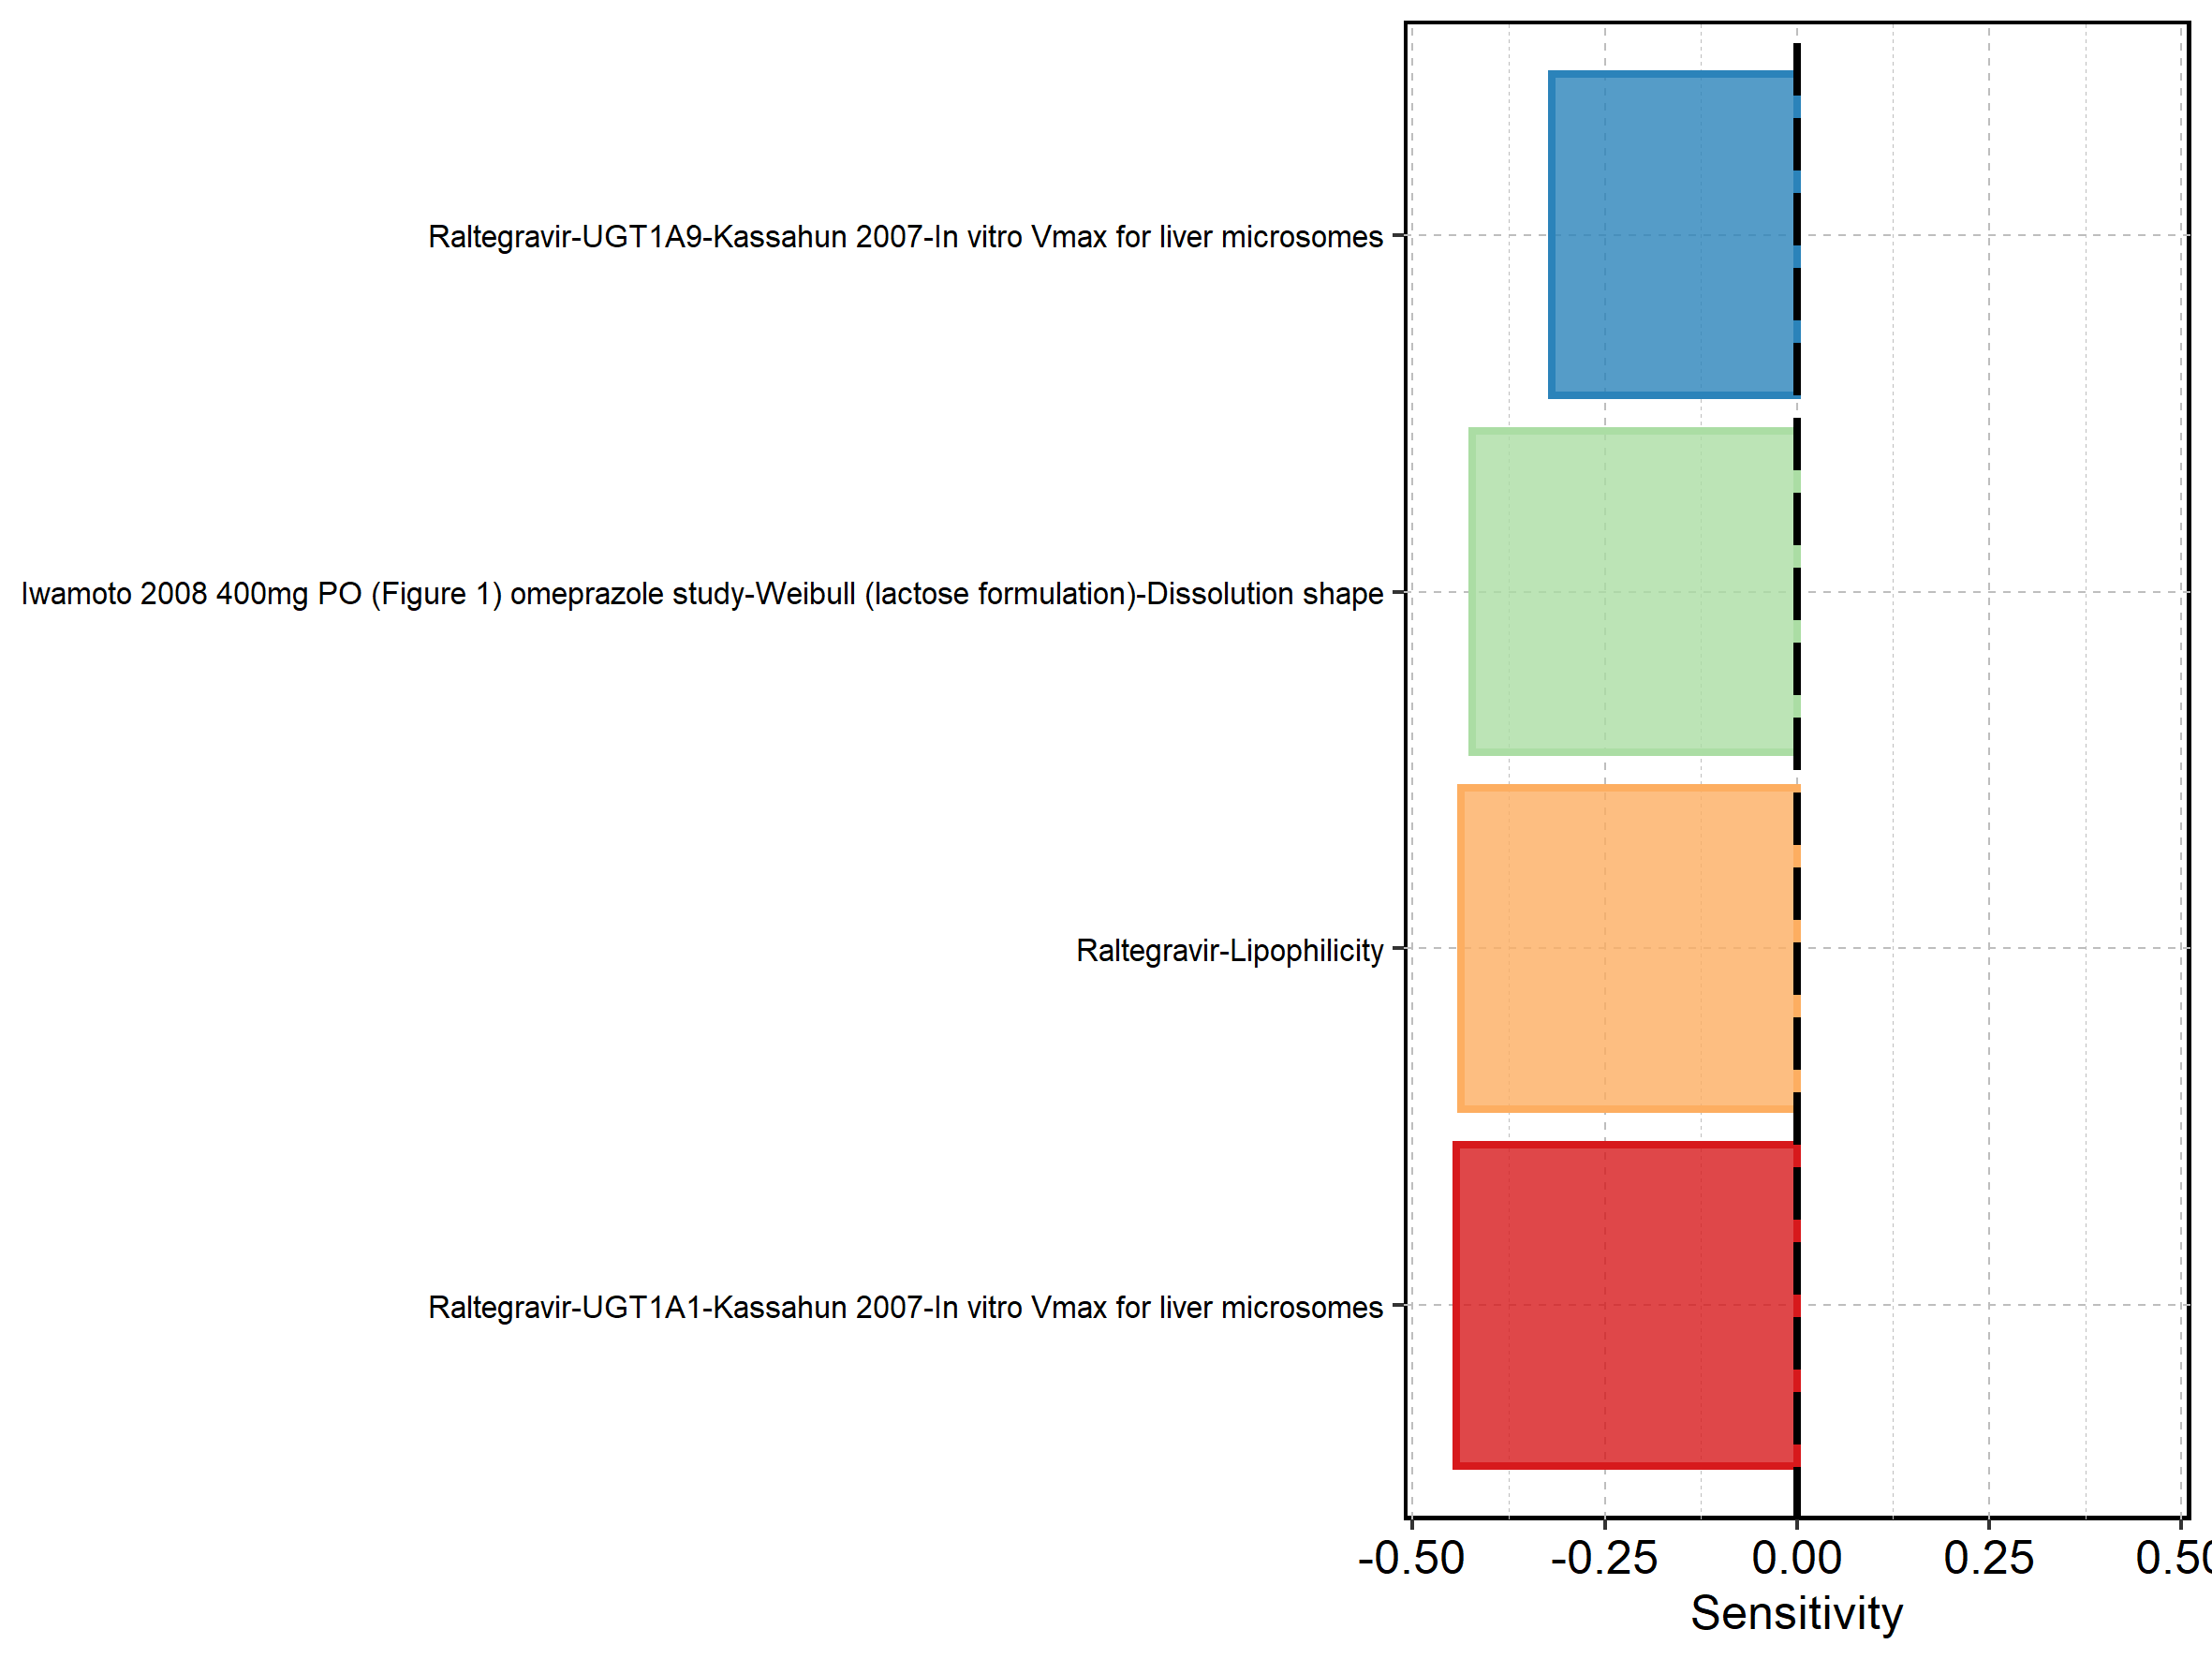 Raltegravir-UGT1A9-Kassahun 2007-In vitro Vmax for liver microsomes
Iwamoto 2008 400mg PO (Figure 1) omeprazole study-Weibull (lactose formulation)-Dissolution shape
Raltegravir-Lipophilicity
Raltegravir-UGT1A1-Kassahun 2007-In vitro Vmax for liver microsomes
-0.50 -0.25 0.00 0.25 0.50
Sensitivity